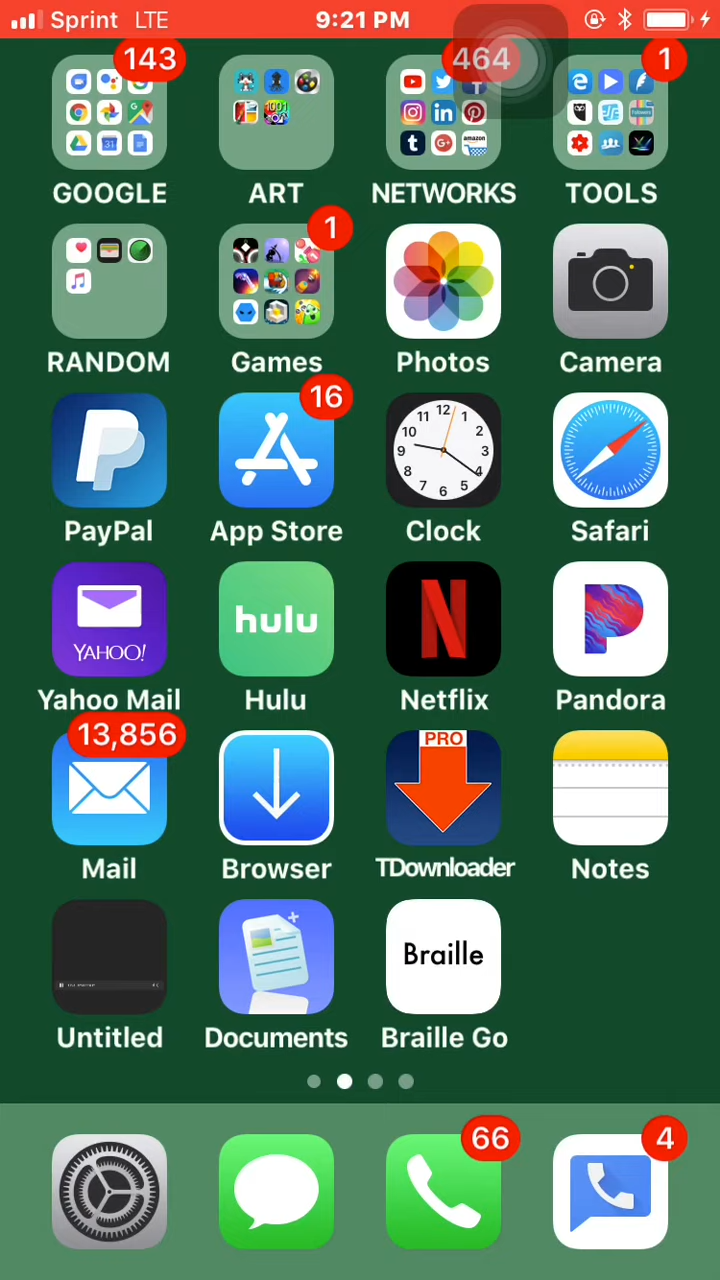 Sprint LTE 9:21 PM
143 464 1
GOOGLE ART NETWORKS TOOLS
1
RANDOM Games Photos Camera
16
PayPal App Store Clock Safari
YAHOO! hulu
Yahoo Mail Hulu Netflix Pandora
13,856 PRO
Mail Browser TDownloader Notes
Braille
Untitled Documents Braille Go
66 4